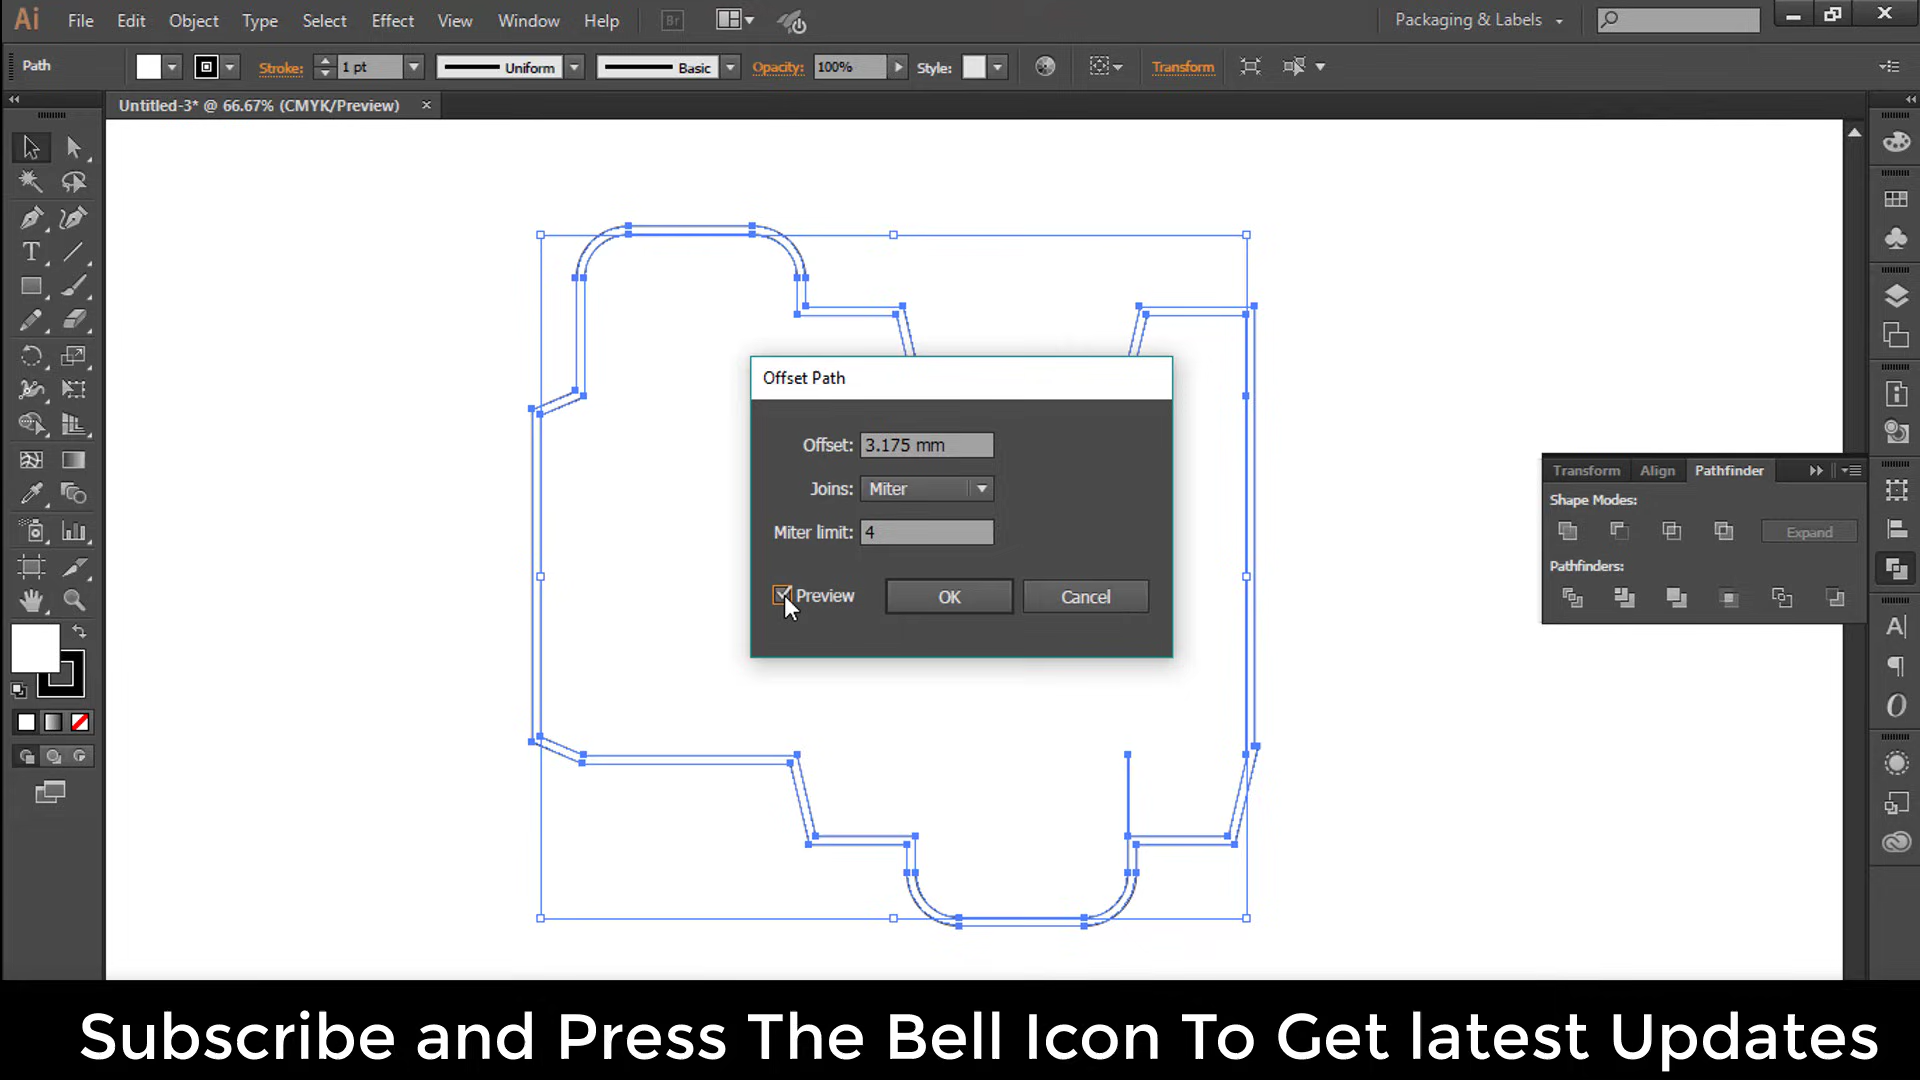 Ai File Edit Object Type Select Effect View Window Help Br Packaging & Labels
Path Stroke: 1 pt Uniform Basic Opacity: 100% Style: Transform
Untitled-3* @ 66.67% (CMYK/Preview) ×
Offset Path
Offset: 3.175 mm
Joins: Miter
Miter limit: 4
Preview OK Cancel
Transform Align Pathfinder
Shape Modes:
Expand
Pathfinders:
Subscribe and Press The Bell Icon To Get latest Updates